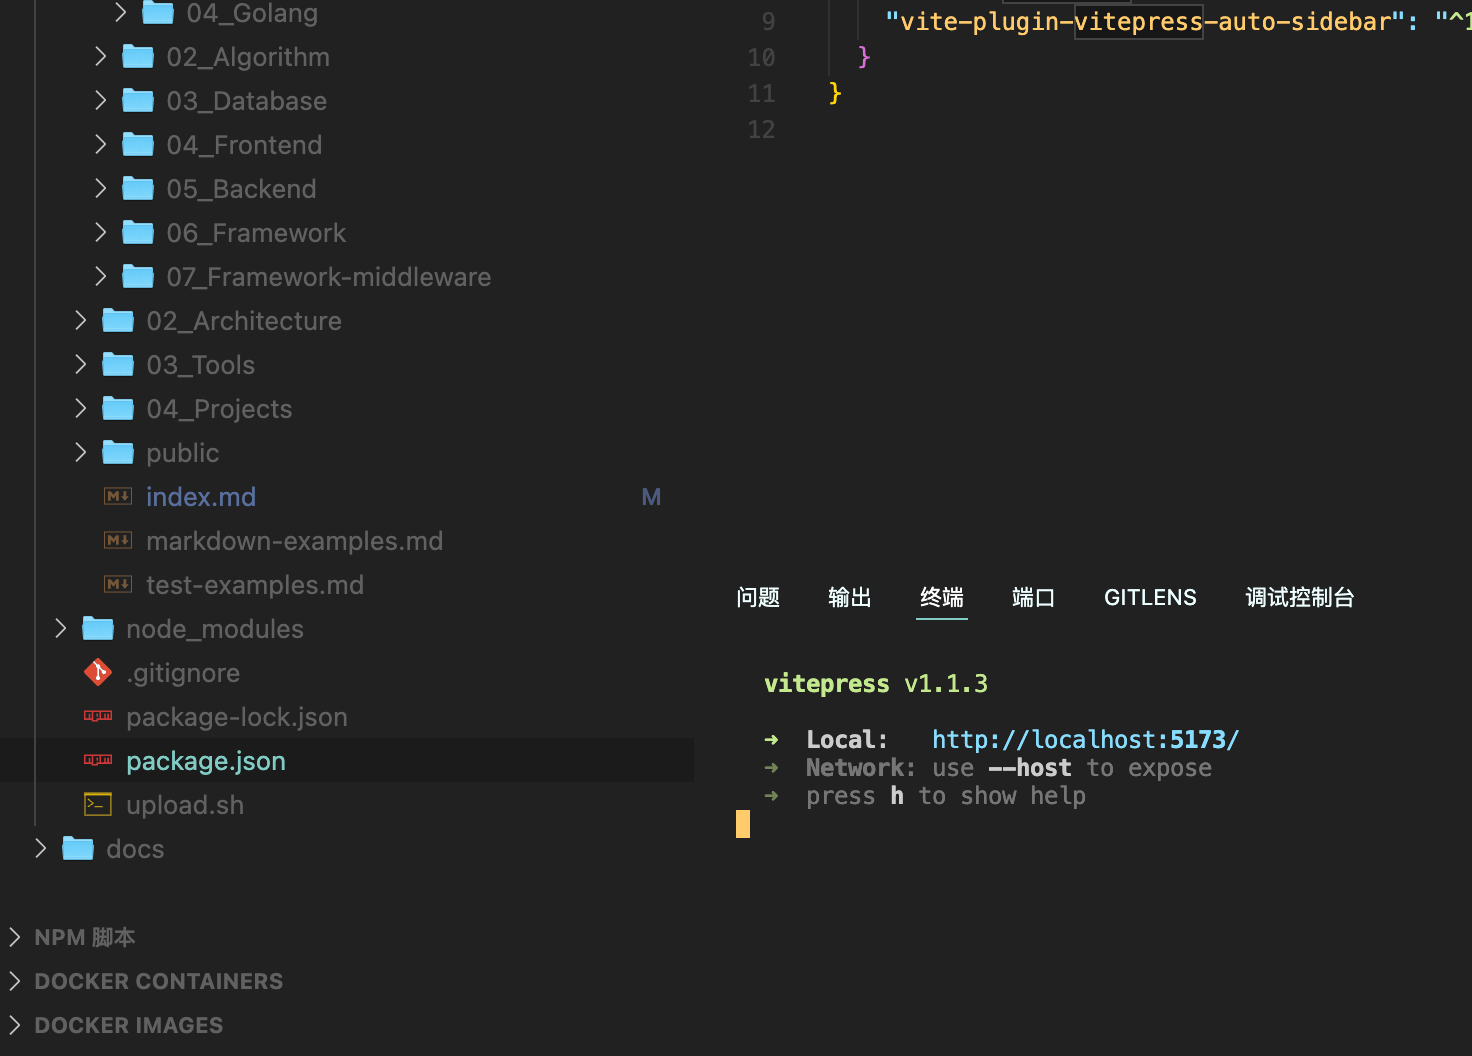 04_Golang
02_Algorithm
03_Database
04_Frontend
05_Backend
06_Framework
07_Framework-middleware
02_Architecture
03_Tools
04_Projects
public
index.md M
markdown-examples.md
test-examples.md
node_modules
.gitignore
package-lock.json
package.json
upload.sh
docs
NPM 脚本
DOCKER CONTAINERS
DOCKER IMAGES
9 "vite-plugin-vitepress-auto-sidebar": "^1
10 }
11 }
12
问题 输出 终端 端口 GITLENS 调试控制台
vitepress v1.1.3
➜ Local: http://localhost:5173/
➜ Network: use --host to expose
➜ press h to show help